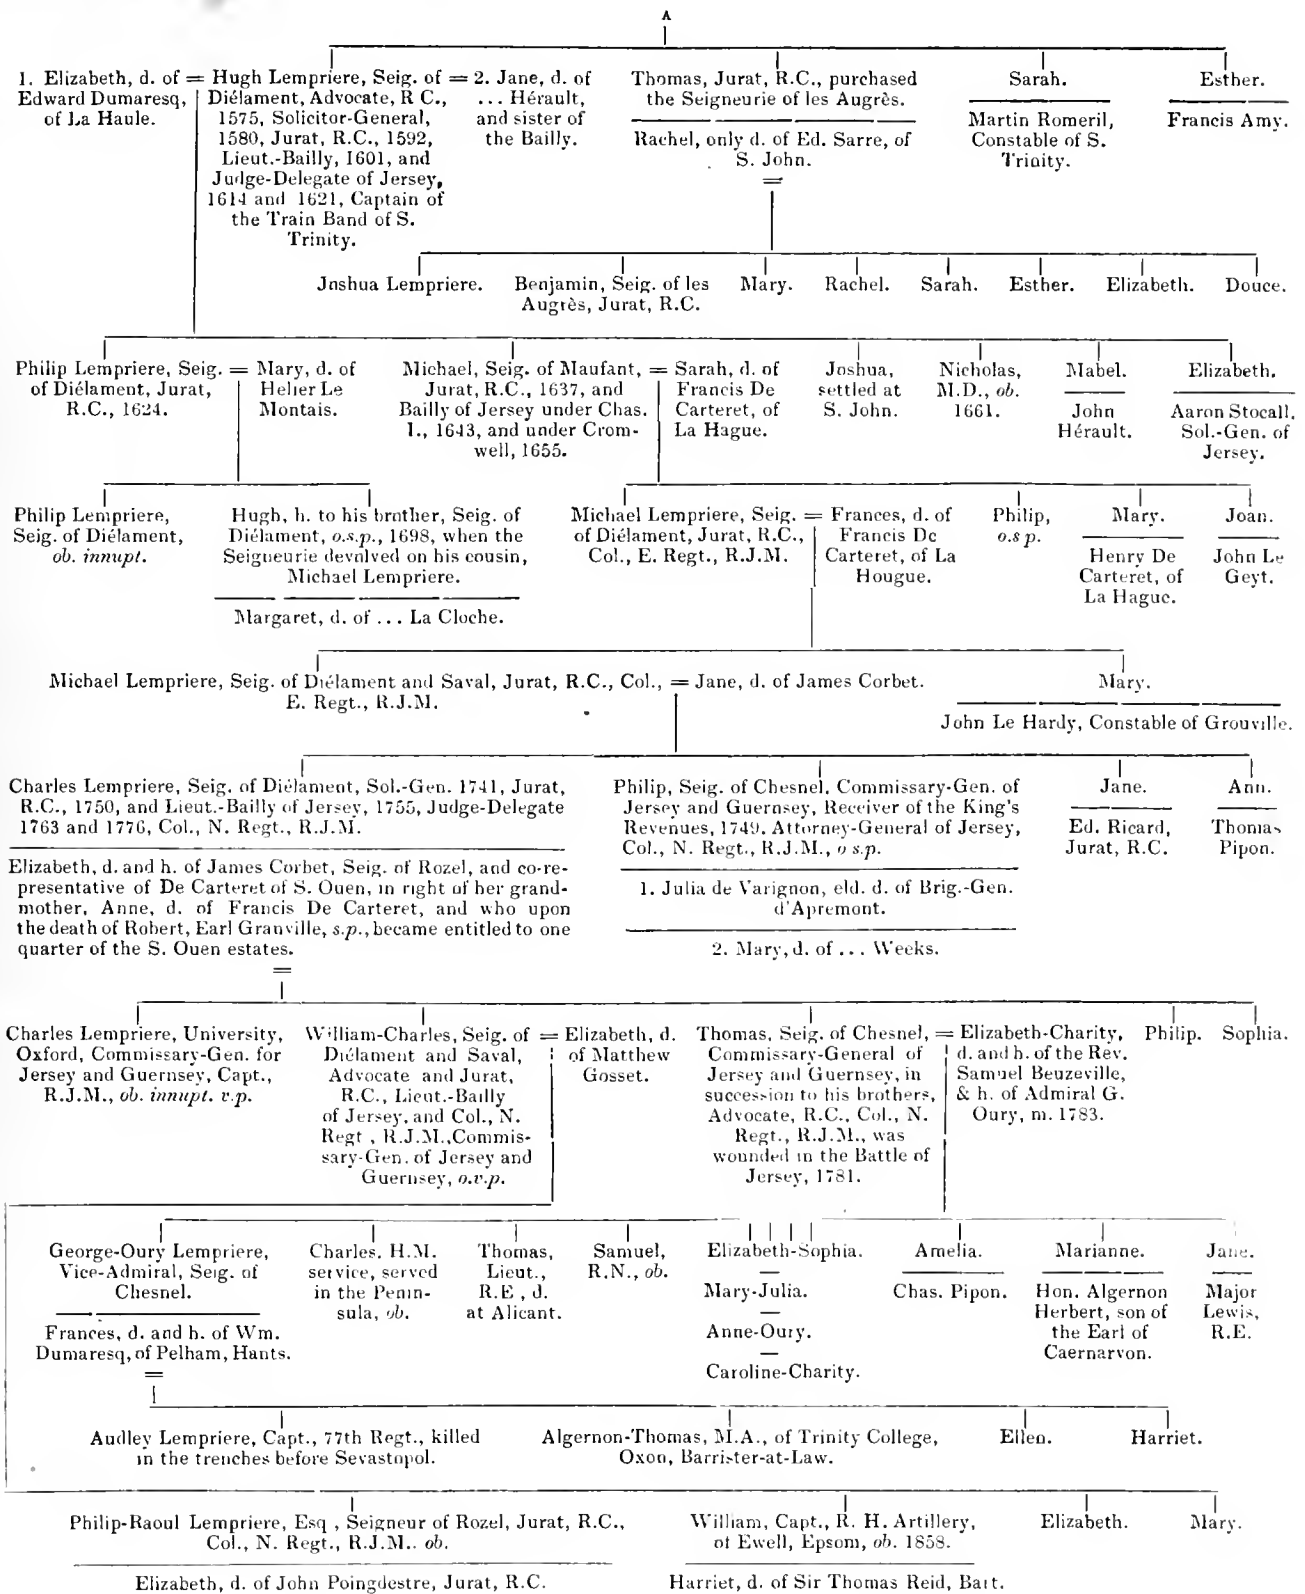 A
1. Elizabeth, d. of
Edward Dumaresq,
of La Haule.
= Hugh Lempriere, Seig. of =
Diélament, Advocate, R C.,
1575, Solicitor-General,
1580, Jurat, R.C., 1592,
Lieut.-Bailly, 1601, and
Judge-Delegate of Jersey,
1614 and 1621, Captain of
the Train Band of S.
Trinity.
2. Jane, d. of
... Hérault,
and sister of
the Bailly.
Thomas, Jurat, R.C., purchased
the Seigneurie of les Augrès.
Rachel, only d. of Ed. Sarre, of
S. John.
=
Sarah.
Martin Romeril,
Constable of S.
Trinity.
Esther.
Francis Amy.
Joshua Lempriere.
Benjamin, Seig. of les
Augrès, Jurat, R.C.
Mary.
Rachel.
Sarah.
Esther.
Elizabeth.
Douce.
Philip Lempriere, Seig.
of Diélament, Jurat,
R.C., 1624.
= Mary, d. of
Helier Le
Montais.
Michael, Seig. of Maufant,
Jurat, R.C., 1637, and
Bailly of Jersey under Chas.
I., 1643, and under Crom-
well, 1655.
= Sarah, d. of
Francis De
Carteret, of
La Hague.
Joshua,
settled at
S. John.
Nicholas,
M.D., ob.
1661.
Mabel.
John
Hérault.
Elizabeth.
Aaron Stocall,
Sol.-Gen. of
Jersey.
Philip Lempriere,
Seig. of Diélament,
ob. innupt.
Hugh, h. to his brother, Seig. of
Diélament, o.s.p., 1698, when the
Seigneurie devolved on his cousin,
Michael Lempriere.
Margaret, d. of ... La Cloche.
Michael Lempriere, Seig.
of Diélament, Jurat, R.C.,
Col., E. Regt., R.J.M.
= Frances, d. of
Francis De
Carteret, of La
Hougue.
Philip,
o.s p.
Mary.
Henry De
Carteret, of
La Hague.
Joan.
John Le
Geyt.
Michael Lempriere, Seig. of Diélament and Saval, Jurat, R.C., Col.,
E. Regt., R.J.M.
= Jane, d. of James Corbet.
Mary.
John Le Hardy, Constable of Grouville.
Charles Lempriere, Seig. of Diélament, Sol.-Gen. 1741, Jurat,
R.C., 1750, and Lieut.-Bailly of Jersey, 1755, Judge-Delegate
1763 and 1776, Col., N. Regt., R.J.M.
Elizabeth, d. and h. of James Corbet, Seig. of Rozel, and co-re-
presentative of De Carteret of S. Ouen, in right of her grand-
mother, Anne, d. of Francis De Carteret, and who upon
the death of Robert, Earl Granville, s.p., became entitled to one
quarter of the S. Ouen estates.
=
Philip, Seig. of Chesnel, Commissary-Gen. of
Jersey and Guernsey, Receiver of the King's
Revenues, 1749, Attorney-General of Jersey,
Col., N. Regt., R.J.M., o s.p.
1. Julia de Varignon, eld. d. of Brig.-Gen.
d'Apremont.
2. Mary, d. of ... Weeks.
Jane.
Ed. Ricard,
Jurat, R.C.
Ann.
Thomas
Pipon.
Charles Lempriere, University,
Oxford, Commissary-Gen. for
Jersey and Guernsey, Capt.,
R.J.M., ob. innupt. v.p.
William-Charles, Seig. of
Diélament and Saval,
Advocate and Jurat,
R.C., Lieut.-Bailly
of Jersey, and Col., N.
Regt , R.J.M., Commis-
sary-Gen. of Jersey and
Guernsey, o.v.p.
= Elizabeth, d.
of Matthew
Gosset.
Thomas, Seig. of Chesnel,
Commissary-General of
Jersey and Guernsey, in
succession to his brothers,
Advocate, R.C., Col., N.
Regt., R.J.M., was
wounded in the Battle of
Jersey, 1781.
= Elizabeth-Charity,
d. and h. of the Rev.
Samuel Beuzeville,
& h. of Admiral G.
Oury, m. 1783.
Philip.
Sophia.
George-Oury Lempriere,
Vice-Admiral, Seig. of
Chesnel.
Frances, d. and h. of Wm.
Dumaresq, of Pelham, Hants.
=
Charles, H.M.
service, served
in the Penin-
sula, ob.
Thomas,
Lieut.,
R.E , d.
at Alicant.
Samuel,
R.N., ob.
Elizabeth-Sophia.
—
Mary-Julia.
—
Anne-Oury.
—
Caroline-Charity.
Amelia.
Chas. Pipon.
Marianne.
Hon. Algernon
Herbert, son of
the Earl of
Caernarvon.
Jane.
Major
Lewis,
R.E.
Audley Lempriere, Capt., 77th Regt., killed
in the trenches before Sevastopol.
Algernon-Thomas, M.A., of Trinity College,
Oxon, Barrister-at-Law.
Ellen.
Harriet.
Philip-Raoul Lempriere, Esq , Seigneur of Rozel, Jurat, R.C.,
Col., N. Regt., R.J.M.. ob.
Elizabeth, d. of John Poingdestre, Jurat, R.C.
William, Capt., R. H. Artillery,
of Ewell, Epsom, ob. 1858.
Harriet, d. of Sir Thomas Reid, Bart.
Elizabeth.
Mary.